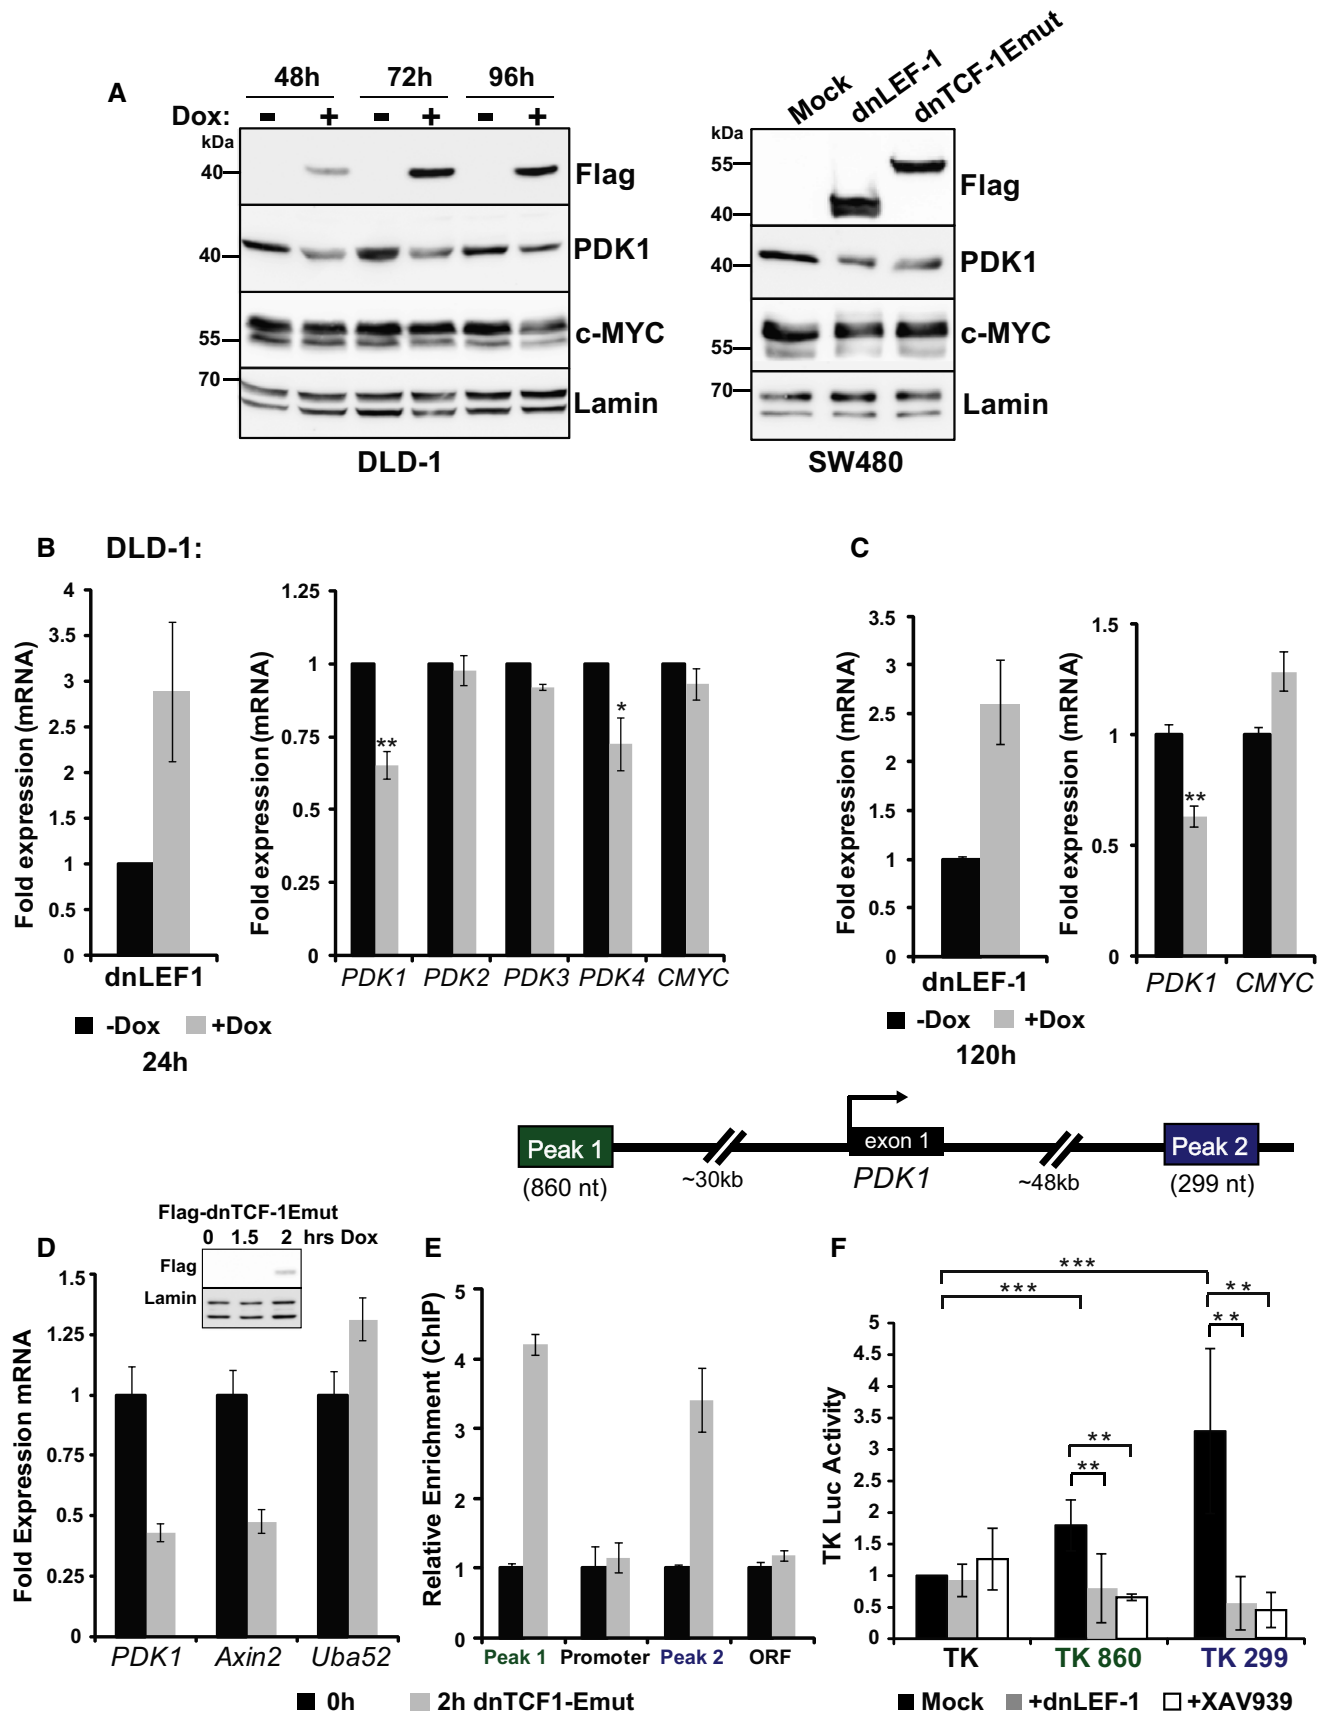 A
48h 72h 96h
Dox: - + - + - +
kDa
40
Flag
40
PDK1
55
c-MYC
70
Lamin
DLD-1
Mock dnLEF-1 dnTCF-1Emut
kDa
55
40
Flag
40
PDK1
55
c-MYC
70
Lamin
SW480
B DLD-1:
Fold expression (mRNA)
4
3.5
3
2.5
2
1.5
1
0.5
0
dnLEF1
Fold expression (mRNA)
1.25
1
0.75
0.5
0.25
0
** *
PDK1 PDK2 PDK3 PDK4 CMYC
-Dox +Dox
24h
C
Fold expression (mRNA)
3.5
3
2.5
2
1.5
1
0.5
0
dnLEF-1
Fold expression (mRNA)
1.5
1
0.5
0
**
PDK1 CMYC
-Dox +Dox
120h
Peak 1
(860 nt)
~30kb
exon 1
PDK1
~48kb
Peak 2
(299 nt)
D
Flag-dnTCF-1Emut
0 1.5 2 hrs Dox
Flag
Lamin
Fold Expression mRNA
1.5
1.25
1
0.75
0.5
0.25
0
PDK1 Axin2 Uba52
E
Relative Enrichment (ChIP)
5
4
3
2
1
0
Peak 1 Promoter Peak 2 ORF
0h 2h dnTCF1-Emut
F
TK Luc Activity
5
4.5
4
3.5
3
2.5
2
1.5
1
0.5
0
***
***
**
**
**
**
TK TK 860 TK 299
Mock +dnLEF-1 +XAV939